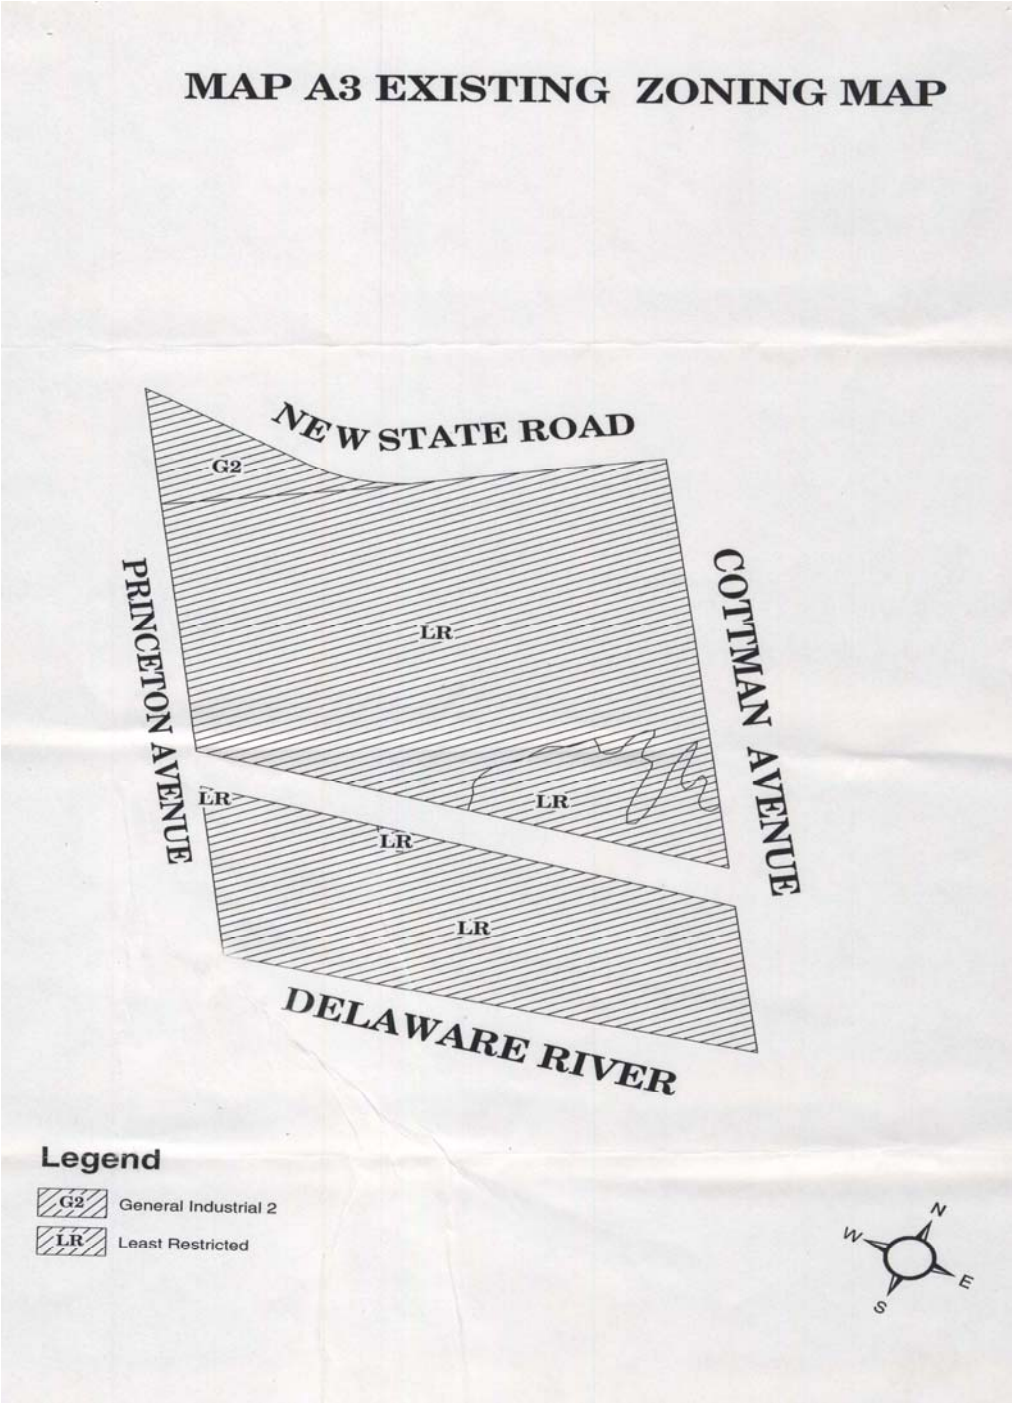 MAP A3 EXISTING ZONING MAP
NEW STATE ROAD
G2
PRINCETON AVENUE
COTTMAN AVENUE
LR
LR
LR
LR
LR
DELAWARE RIVER
Legend
G2 General Industrial 2
LR Least Restricted
N
W
E
S